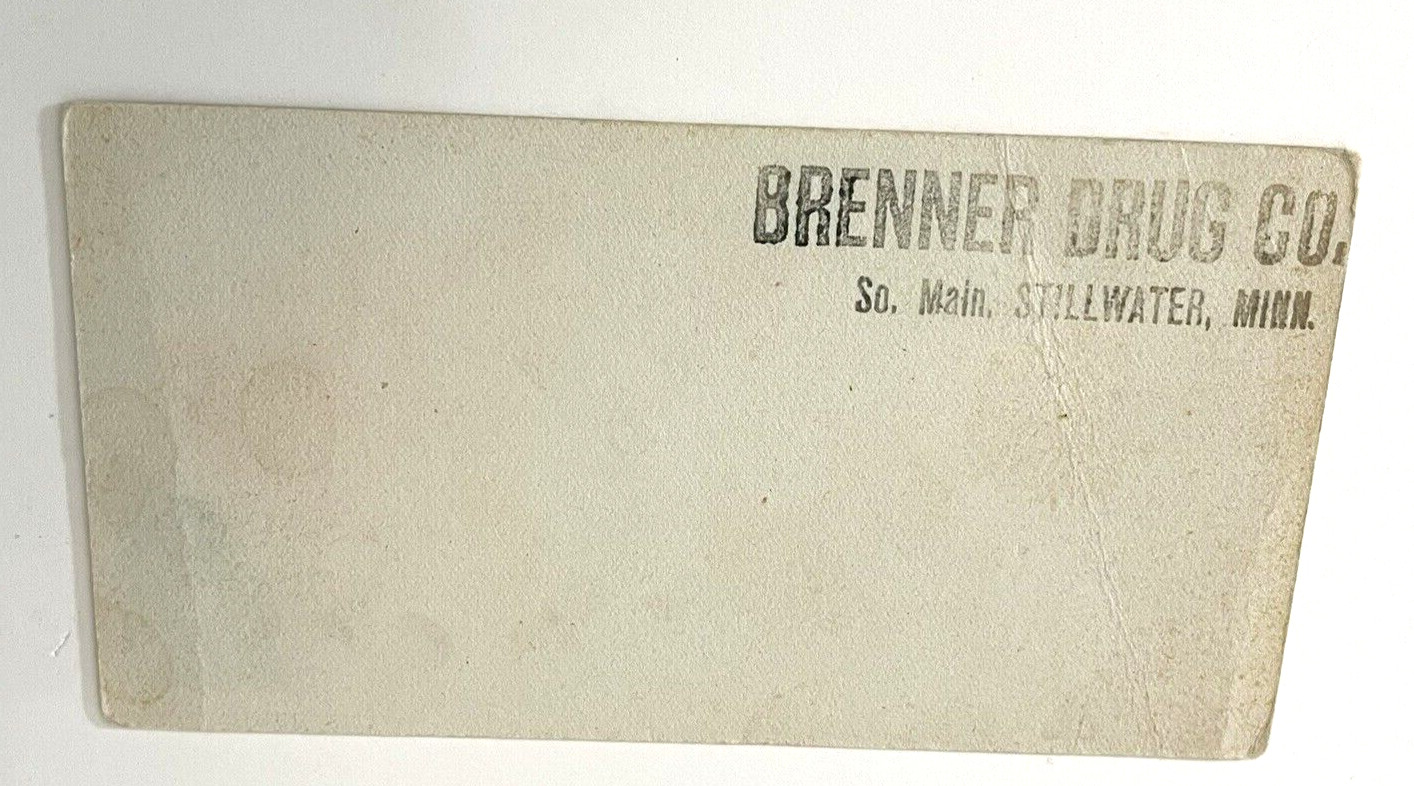 BRENNER DRUG CO.
So. Main. STILLWATER, MINN.